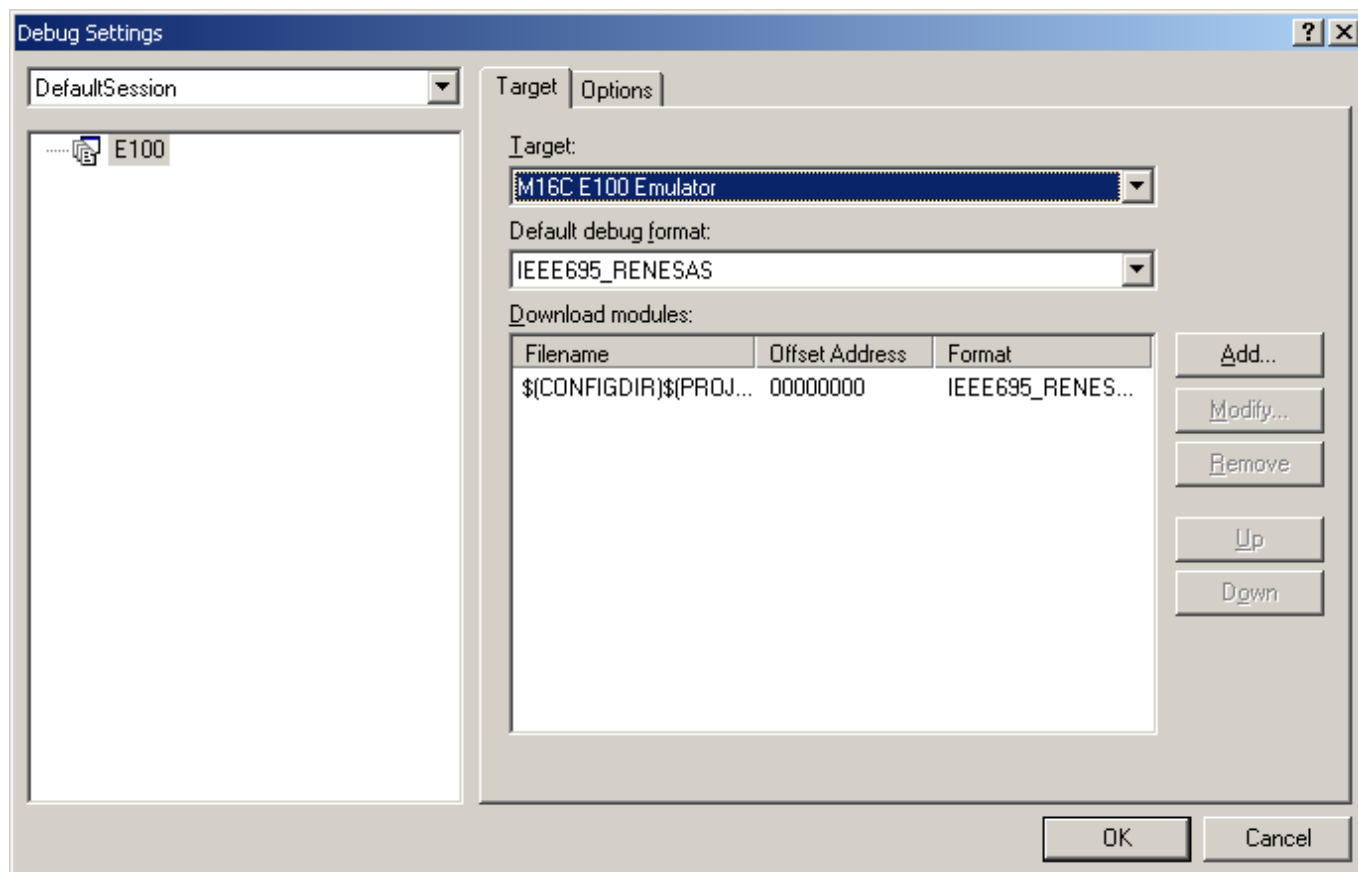 Debug Settings
DefaultSession
E100
Target Options
Target:
M16C E100 Emulator
Default debug format:
IEEE695_RENESAS
Download modules:
Filename Offset Address Format
$(CONFIGDIR)$(PROJ... 00000000 IEEE695_RENES...
Add...
Modify...
Remove
Up
Down
OK Cancel